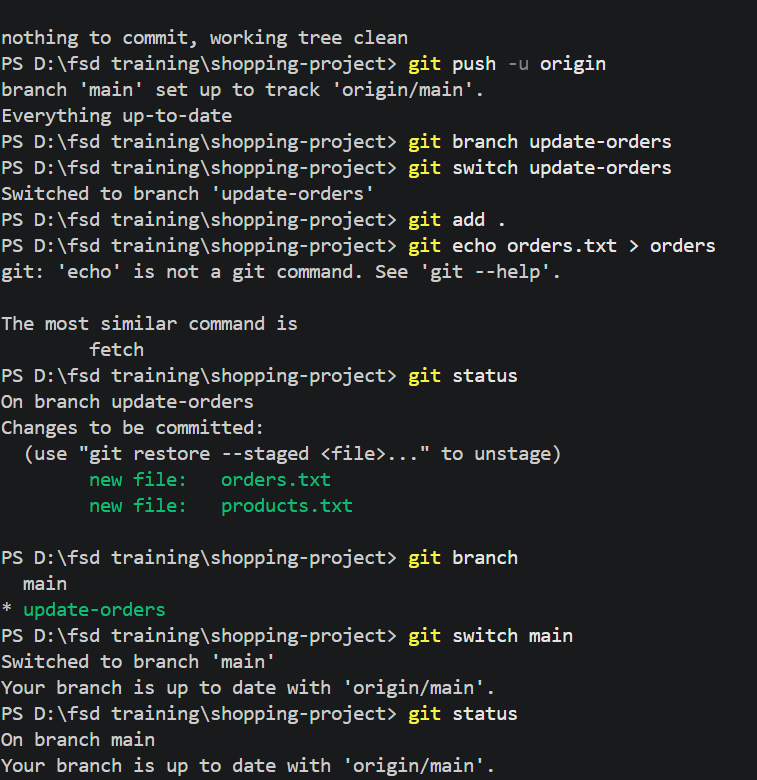 nothing to commit, working tree clean
PS D:\fsd training\shopping-project> git push -u origin
branch 'main' set up to track 'origin/main'.
Everything up-to-date
PS D:\fsd training\shopping-project> git branch update-orders
PS D:\fsd training\shopping-project> git switch update-orders
Switched to branch 'update-orders'
PS D:\fsd training\shopping-project> git add .
PS D:\fsd training\shopping-project> git echo orders.txt > orders
git: 'echo' is not a git command. See 'git --help'.

The most similar command is
        fetch
PS D:\fsd training\shopping-project> git status
On branch update-orders
Changes to be committed:
  (use "git restore --staged <file>..." to unstage)
        new file:   orders.txt
        new file:   products.txt

PS D:\fsd training\shopping-project> git branch
  main
* update-orders
PS D:\fsd training\shopping-project> git switch main
Switched to branch 'main'
Your branch is up to date with 'origin/main'.
PS D:\fsd training\shopping-project> git status
On branch main
Your branch is up to date with 'origin/main'.